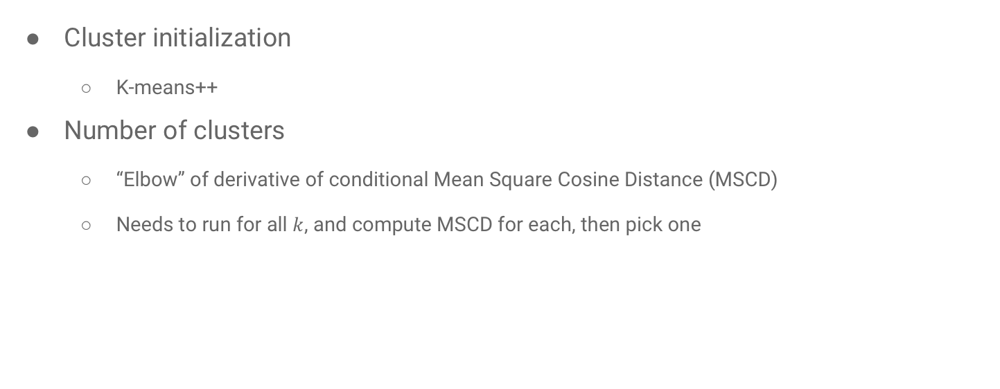 ● Cluster initialization
○ K-means++
● Number of clusters
○ “Elbow” of derivative of conditional Mean Square Cosine Distance (MSCD)
○ Needs to run for all k, and compute MSCD for each, then pick one